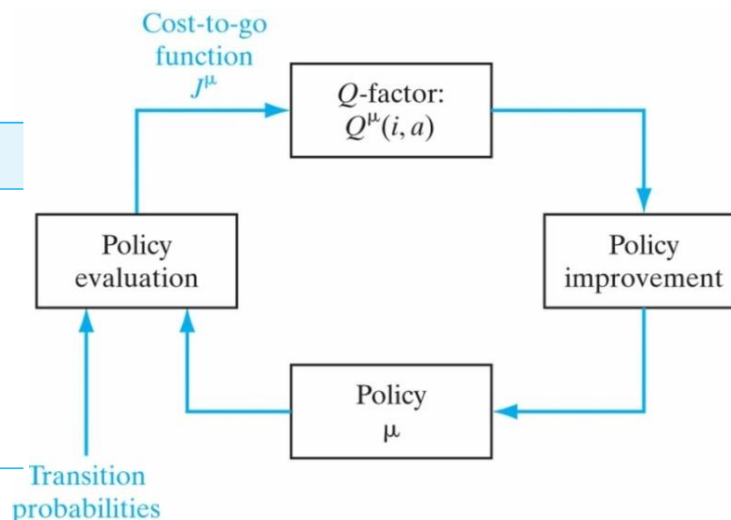 Cost-to-go
function
J^μ
Q-factor:
Q^μ(i, a)
Policy
evaluation
Policy
improvement
Policy
μ
Transition
probabilities